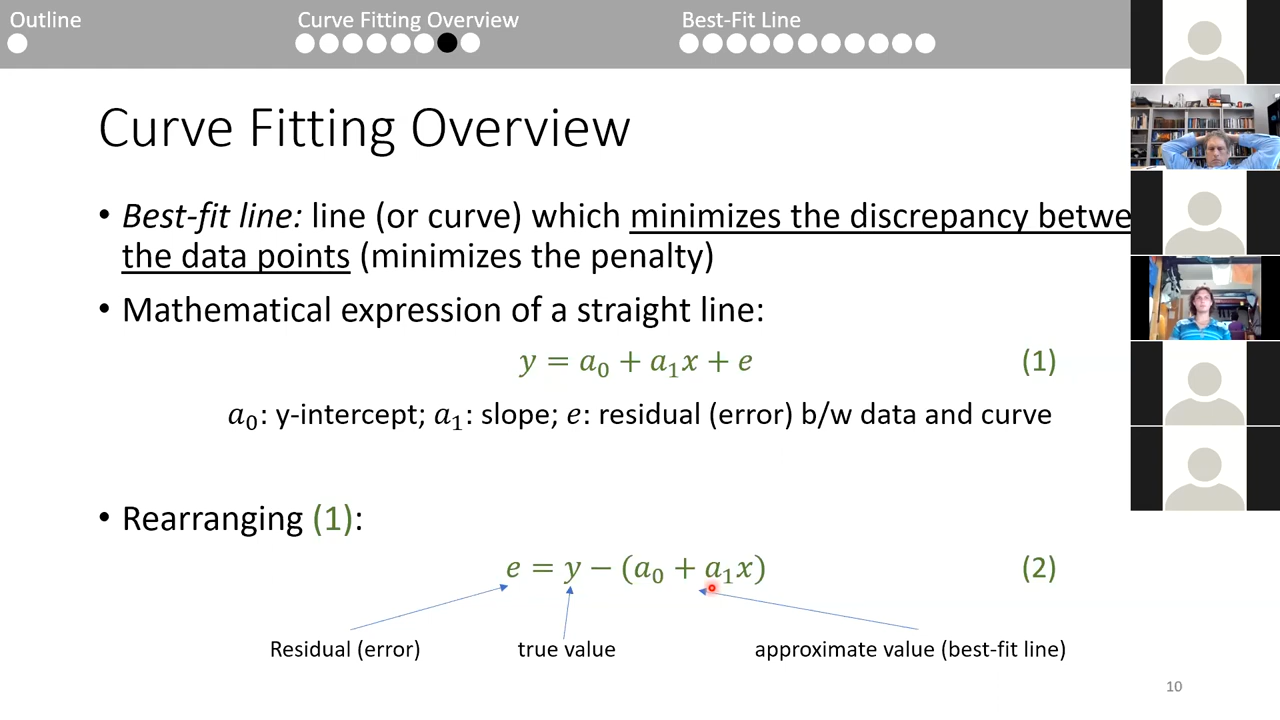 Outline
Curve Fitting Overview
Best-Fit Line
Curve Fitting Overview
• Best-fit line: line (or curve) which minimizes the discrepancy betwe
the data points (minimizes the penalty)
• Mathematical expression of a straight line:
y = a₀ + a₁x + e (1)
a₀: y-intercept; a₁: slope; e: residual (error) b/w data and curve
• Rearranging (1):
e = y − (a₀ + a₁x) (2)
Residual (error)
true value
approximate value (best-fit line)
10